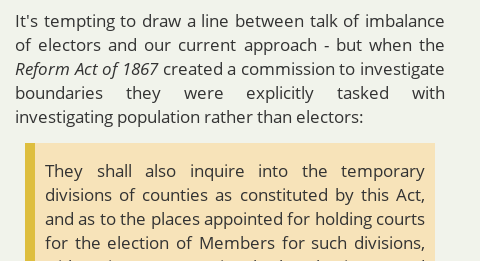 It's tempting to draw a line between talk of imbalance
of electors and our current approach - but when the
Reform Act of 1867 created a commission to investigate
boundaries they were explicitly tasked with
investigating population rather than electors:
They shall also inquire into the temporary
divisions of counties as constituted by this Act,
and as to the places appointed for holding courts
for the election of Members for such divisions,